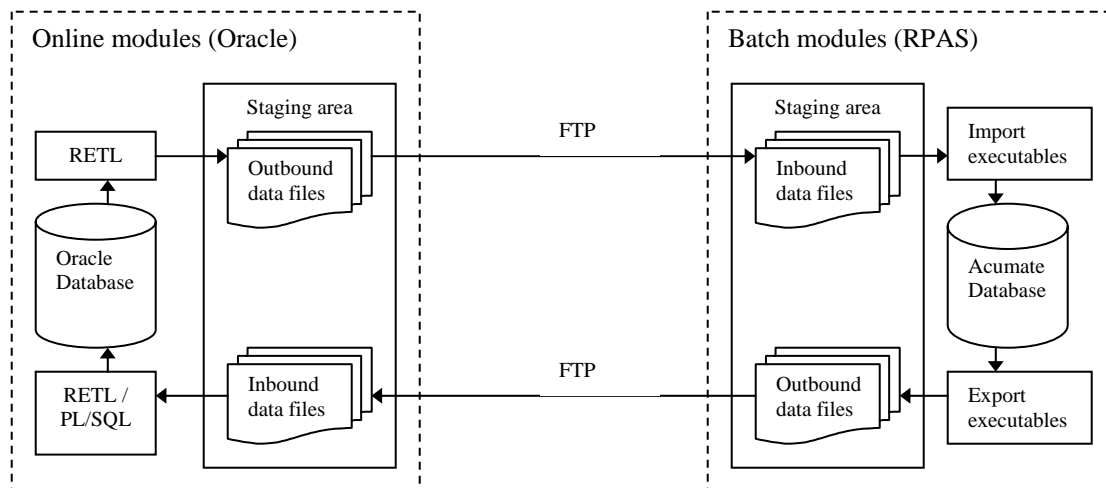 Online modules (Oracle)
Batch modules (RPAS)
Staging area
Staging area
RETL
Outbound
data files
FTP
Inbound
data files
Import
executables
Oracle
Database
Acumate
Database
RETL /
PL/SQL
Inbound
data files
FTP
Outbound
data files
Export
executables